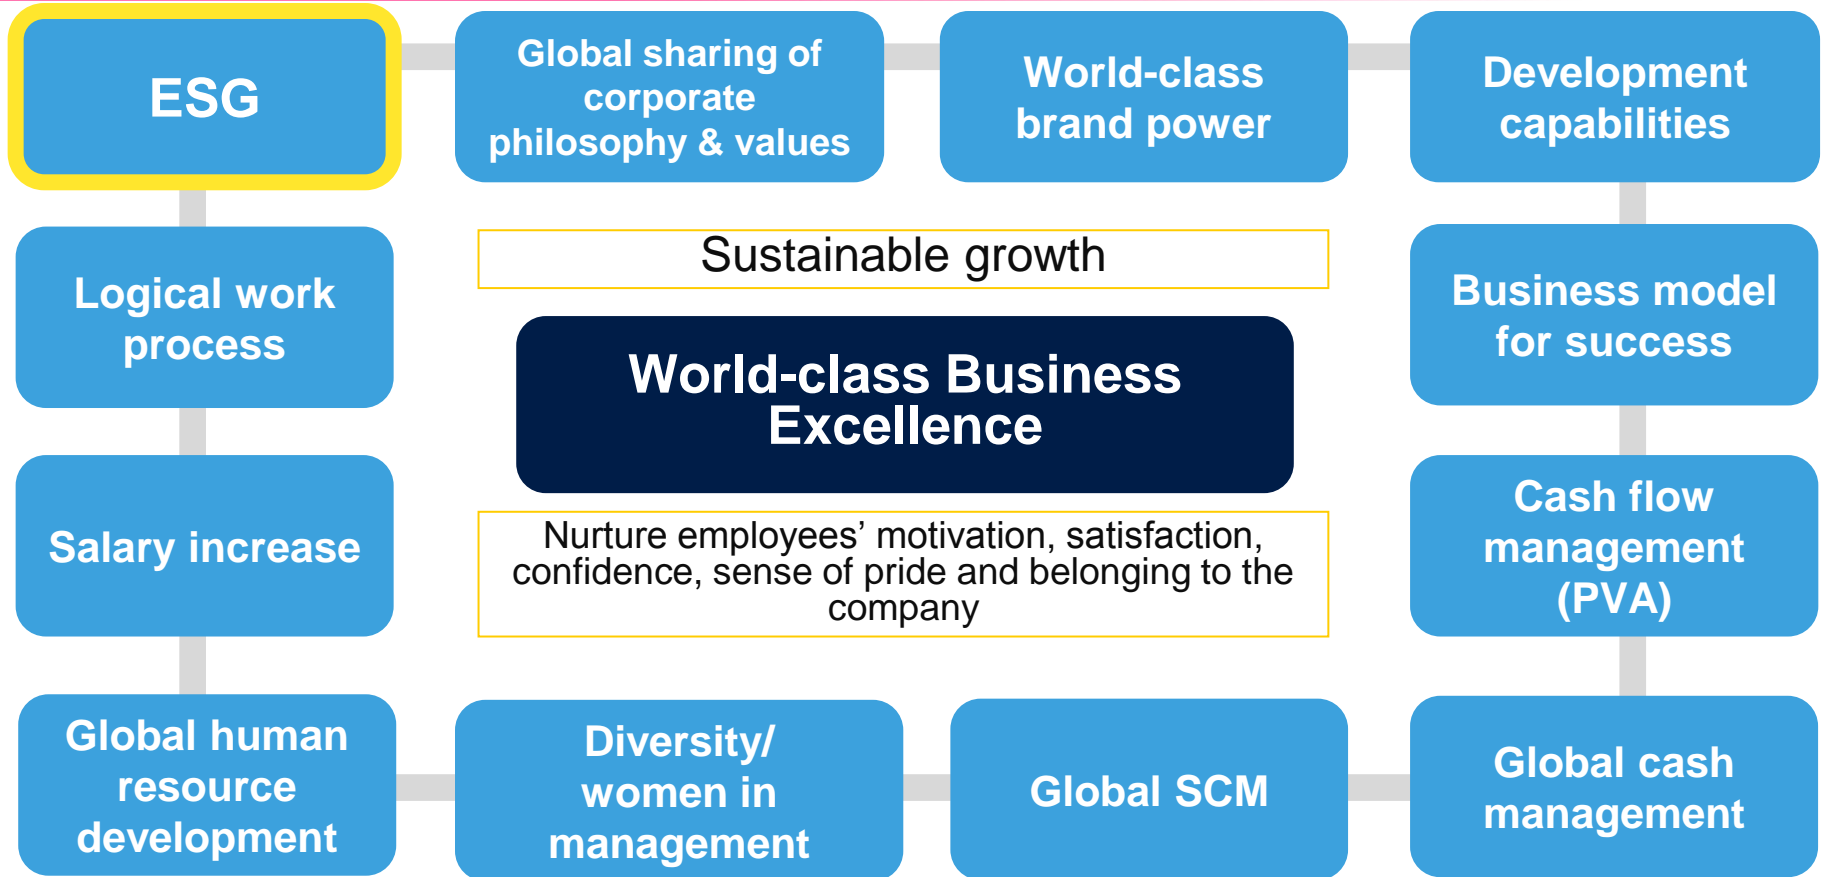 ESG
Global sharing of
corporate
philosophy & values
World-class
brand power
Development
capabilities
Logical work
process
Sustainable growth
Business model
for success
World-class Business
Excellence
Salary increase
Nurture employees’ motivation, satisfaction,
confidence, sense of pride and belonging to the
company
Cash flow
management
(PVA)
Global human
resource
development
Diversity/
women in
management
Global SCM
Global cash
management